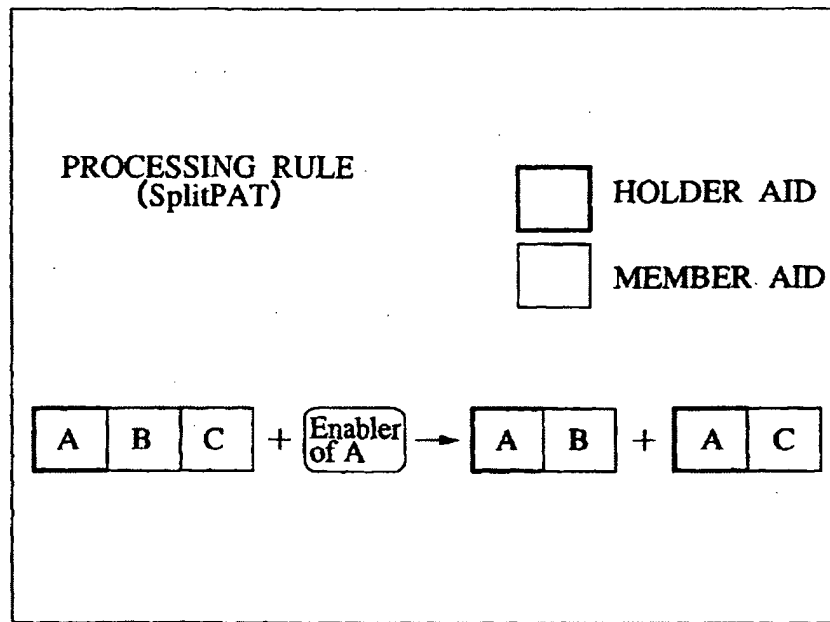 PROCESSING RULE
(SplitPAT)
HOLDER AID
MEMBER AID
A B C + Enabler of A → A B + A C